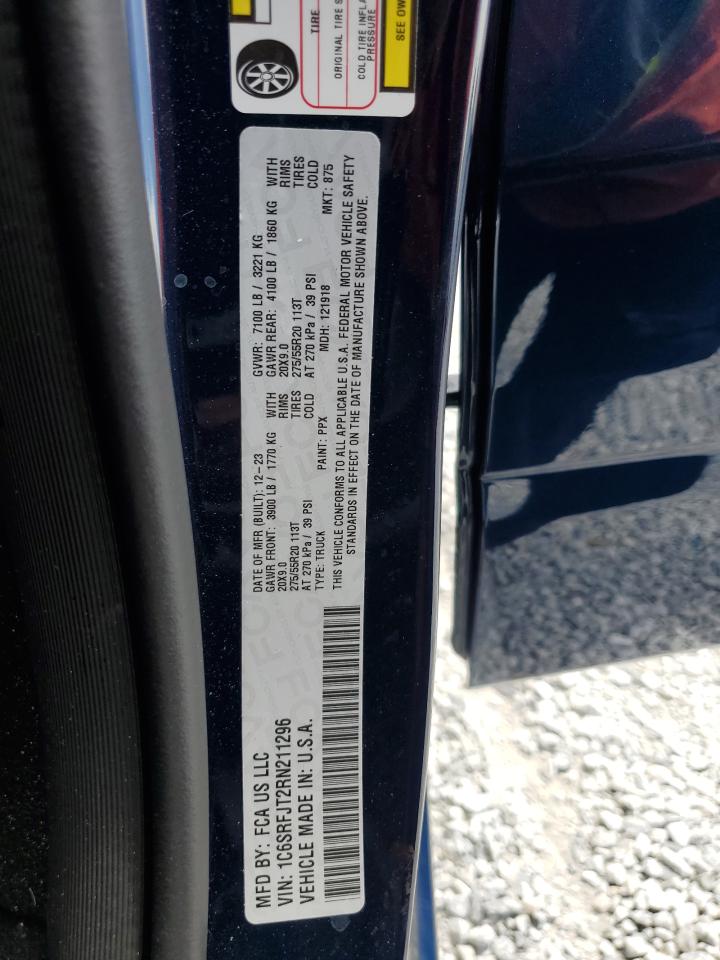 TIRE
ORIGINAL TIRE S
COLD TIRE INFLA
PRESSURE
SEE OW
MFD BY: FCA US LLC
VIN: 1C6SRFJT2RN211296
VEHICLE MADE IN: U.S.A.
DATE OF MFR (BUILT): 12-23 GVWR: 7100 LB / 3221 KG
GAWR FRONT: 3900 LB / 1770 KG WITH GAWR REAR: 4100 LB / 1860 KG WITH
20X9.0 RIMS 20X9.0 RIMS
275/55R20 113T TIRES 275/55R20 113T TIRES
AT 270 kPa / 39 PSI COLD AT 270 kPa / 39 PSI COLD
TYPE: TRUCK PAINT: PPX MDH: 121918 MKT: 875
THIS VEHICLE CONFORMS TO ALL APPLICABLE U.S.A. FEDERAL MOTOR VEHICLE SAFETY
STANDARDS IN EFFECT ON THE DATE OF MANUFACTURE SHOWN ABOVE.